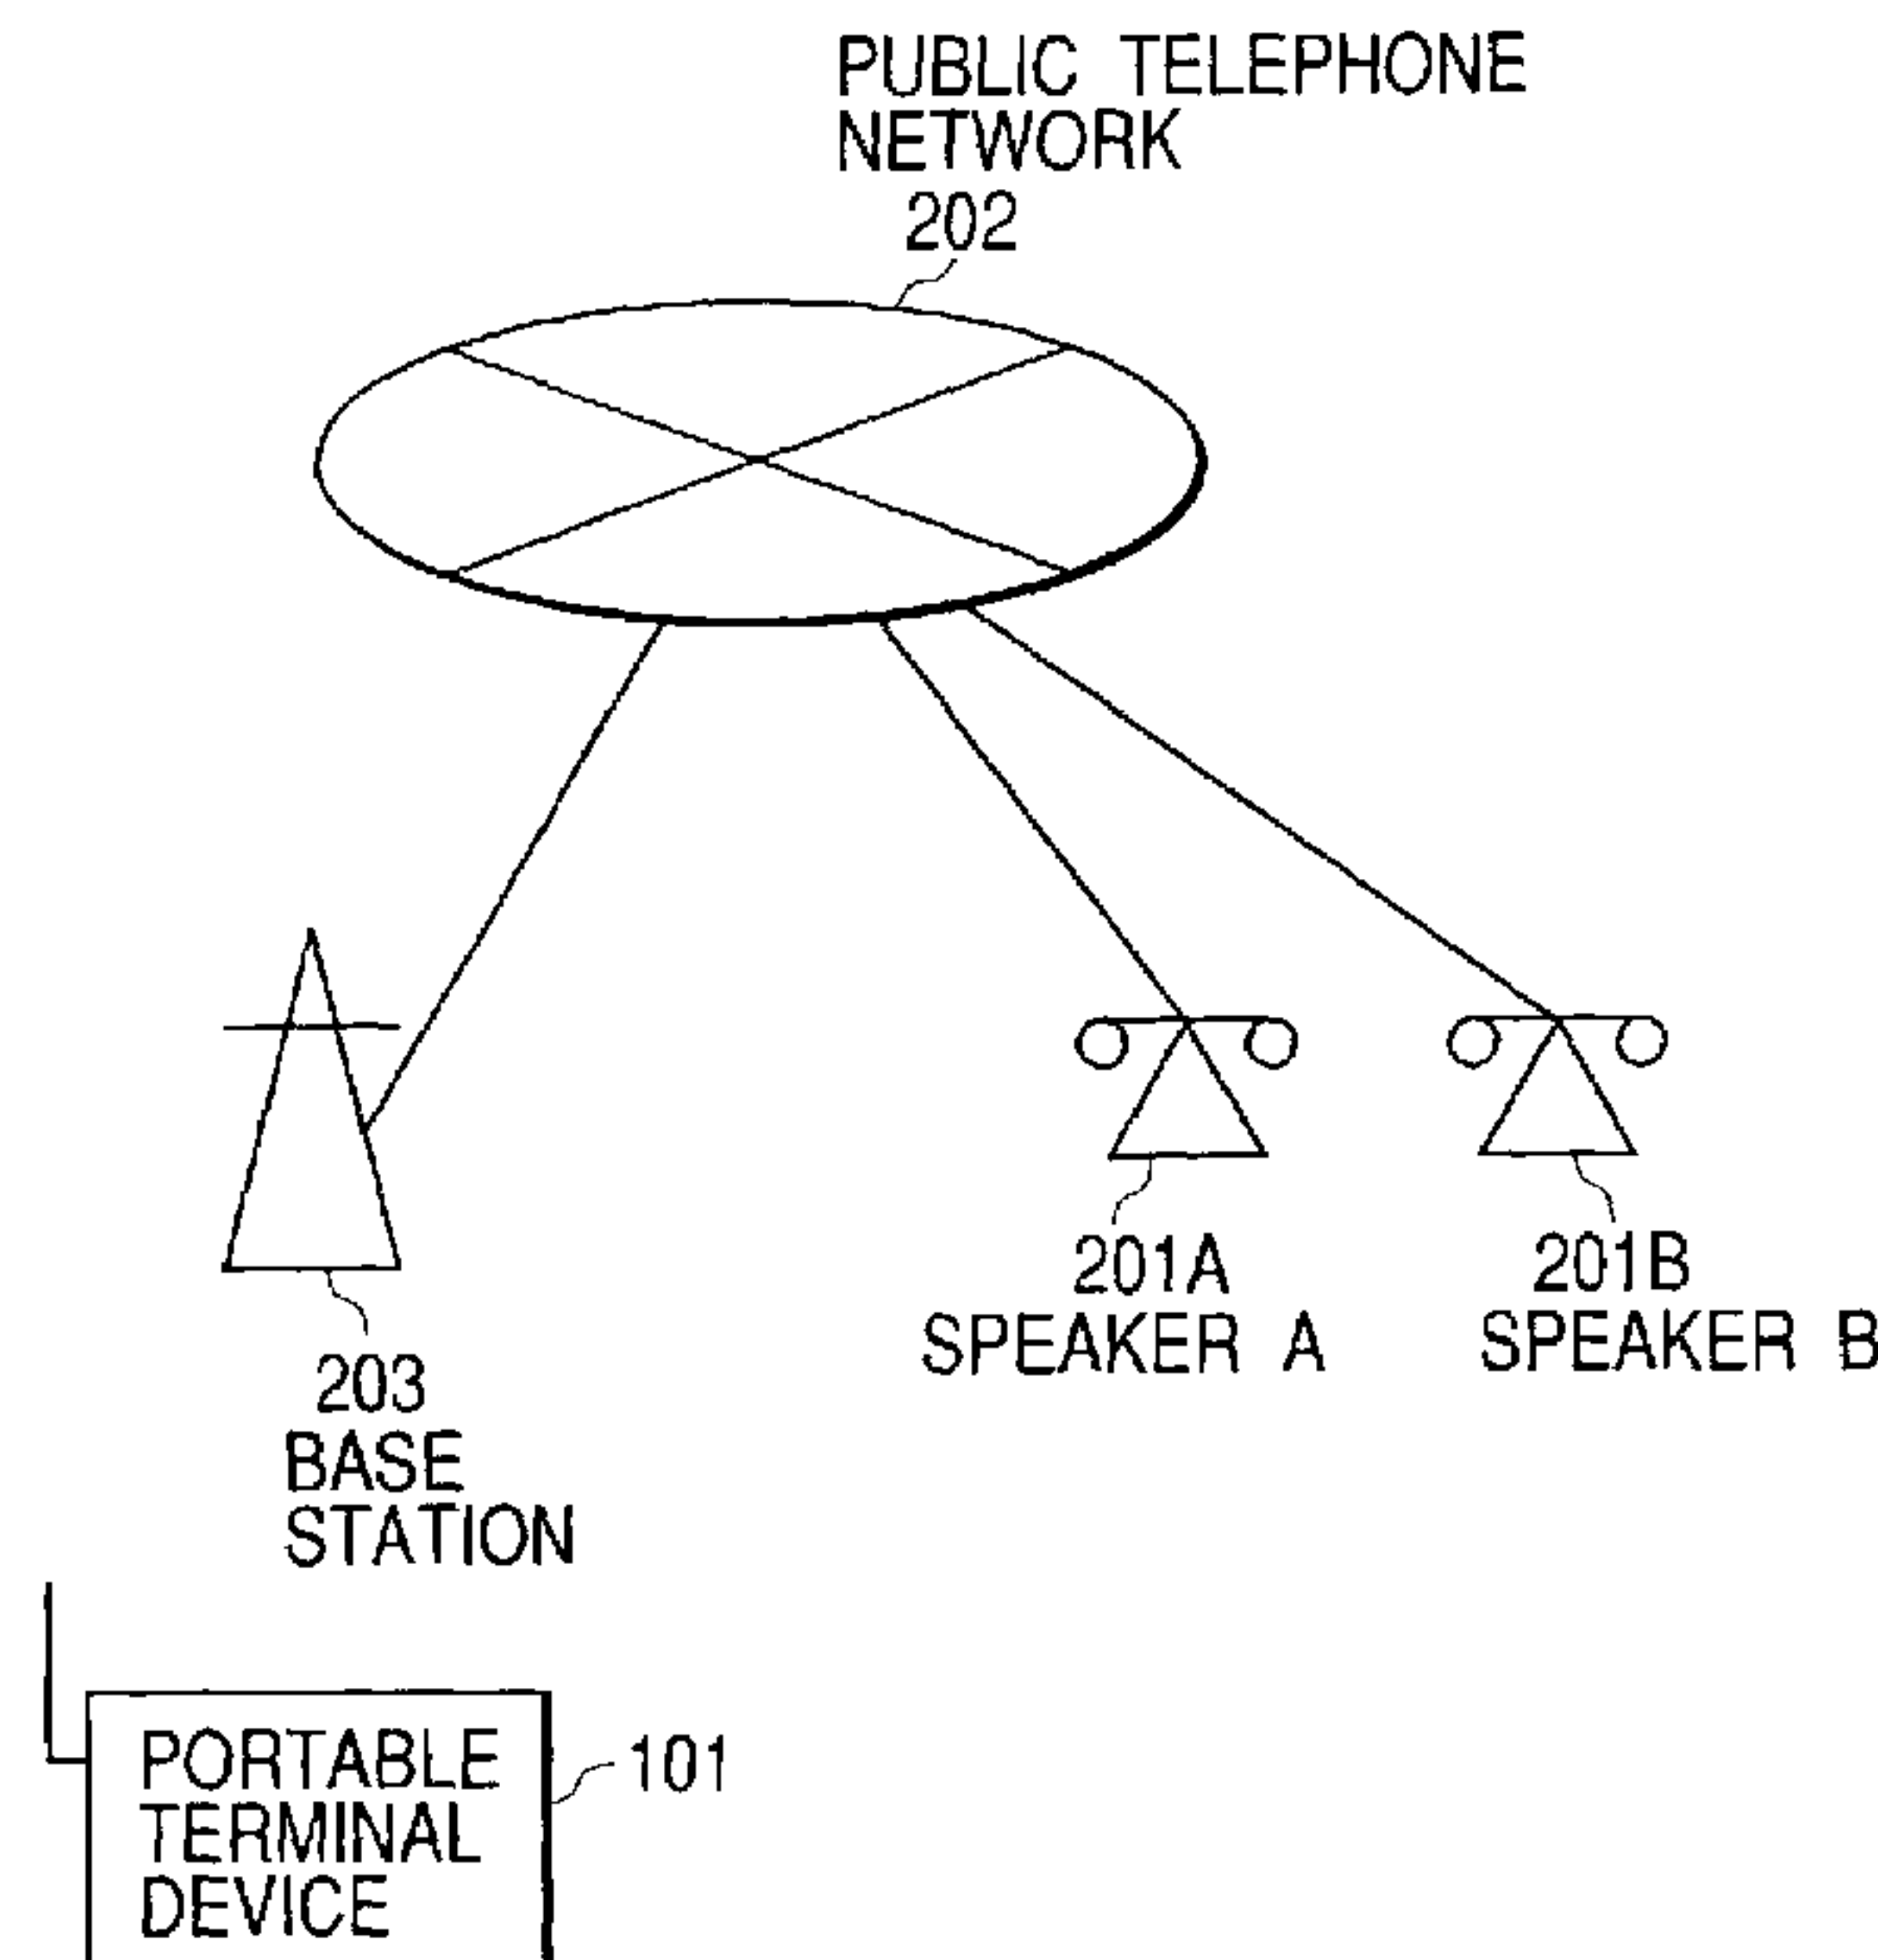 PUBLIC TELEPHONE
NETWORK
202
201A
SPEAKER A
201B
SPEAKER B
203
BASE
STATION
PORTABLE
TERMINAL
DEVICE
101